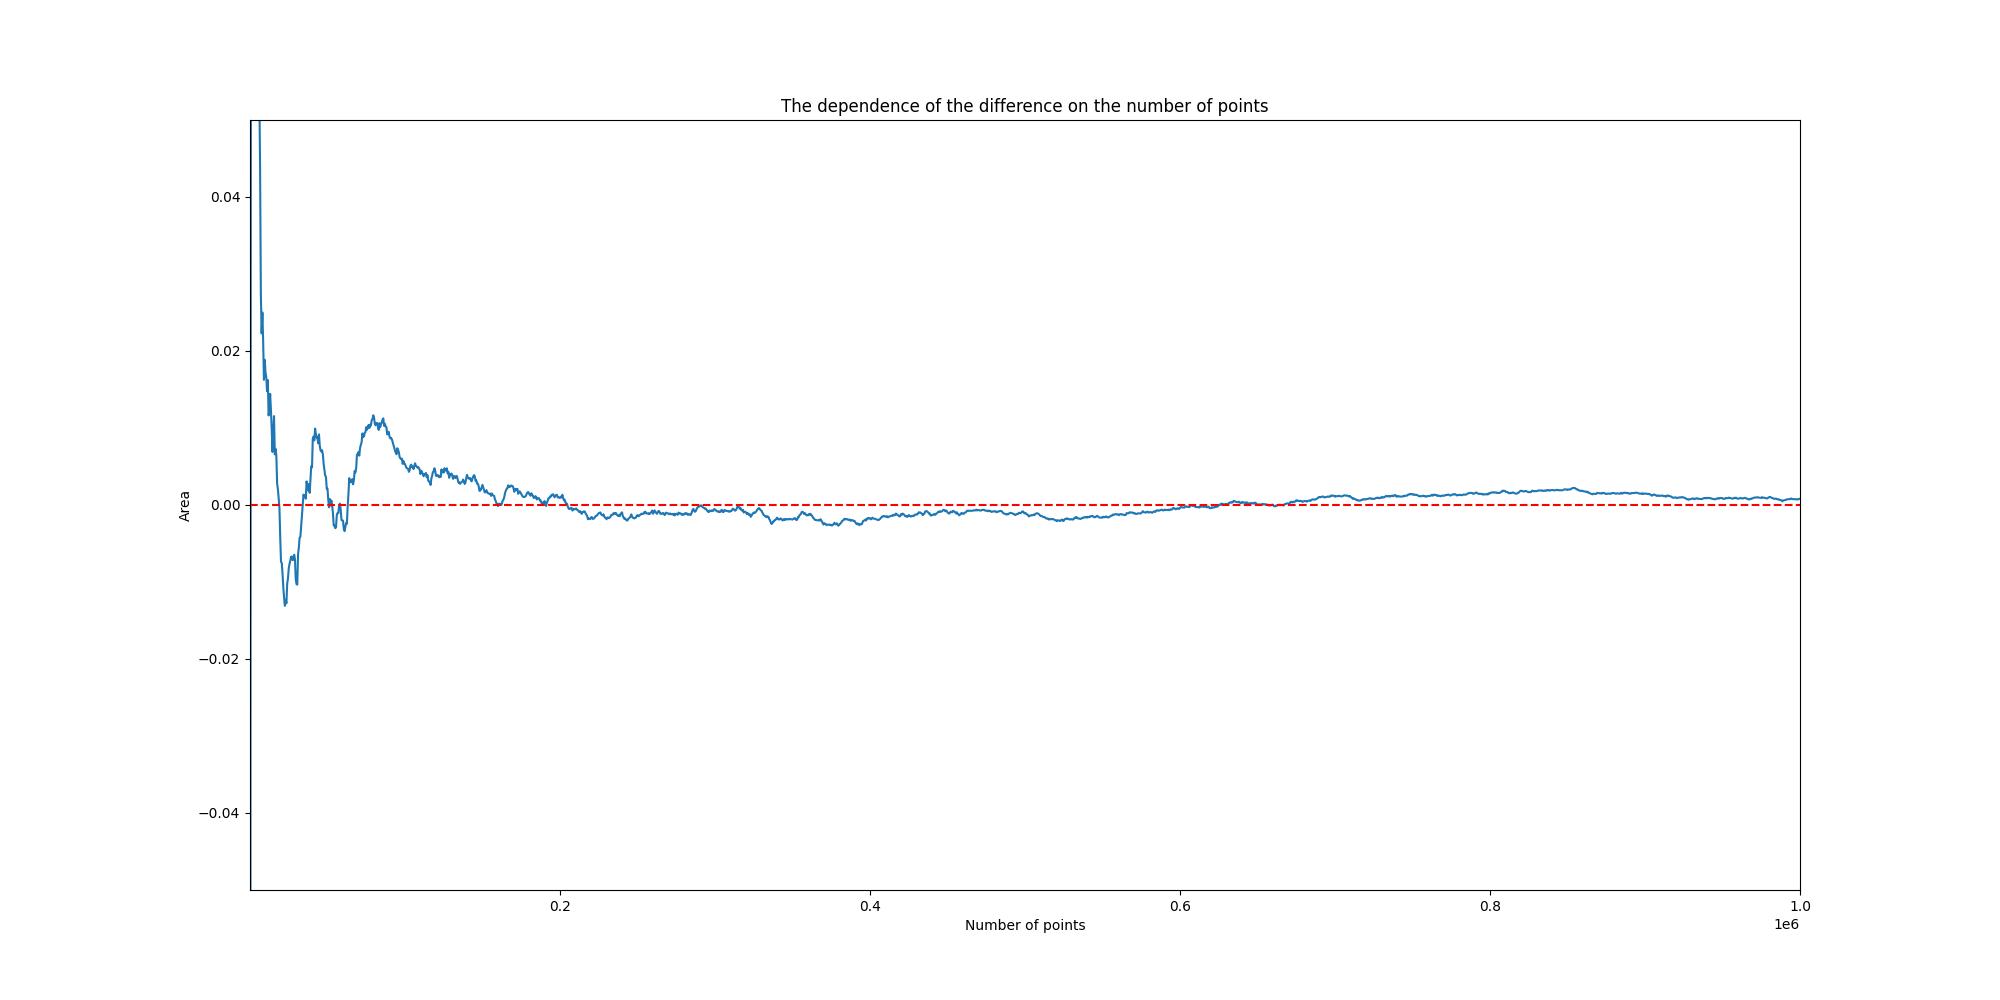 The dependence of the difference on the number of points
Area
0.04
0.02
0.00
−0.02
−0.04
0.2 0.4 0.6 0.8 1.0
Number of points
1e6